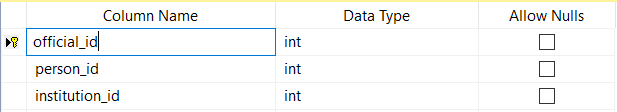 Column Name Data Type Allow Nulls
official_id int
person_id int
institution_id int